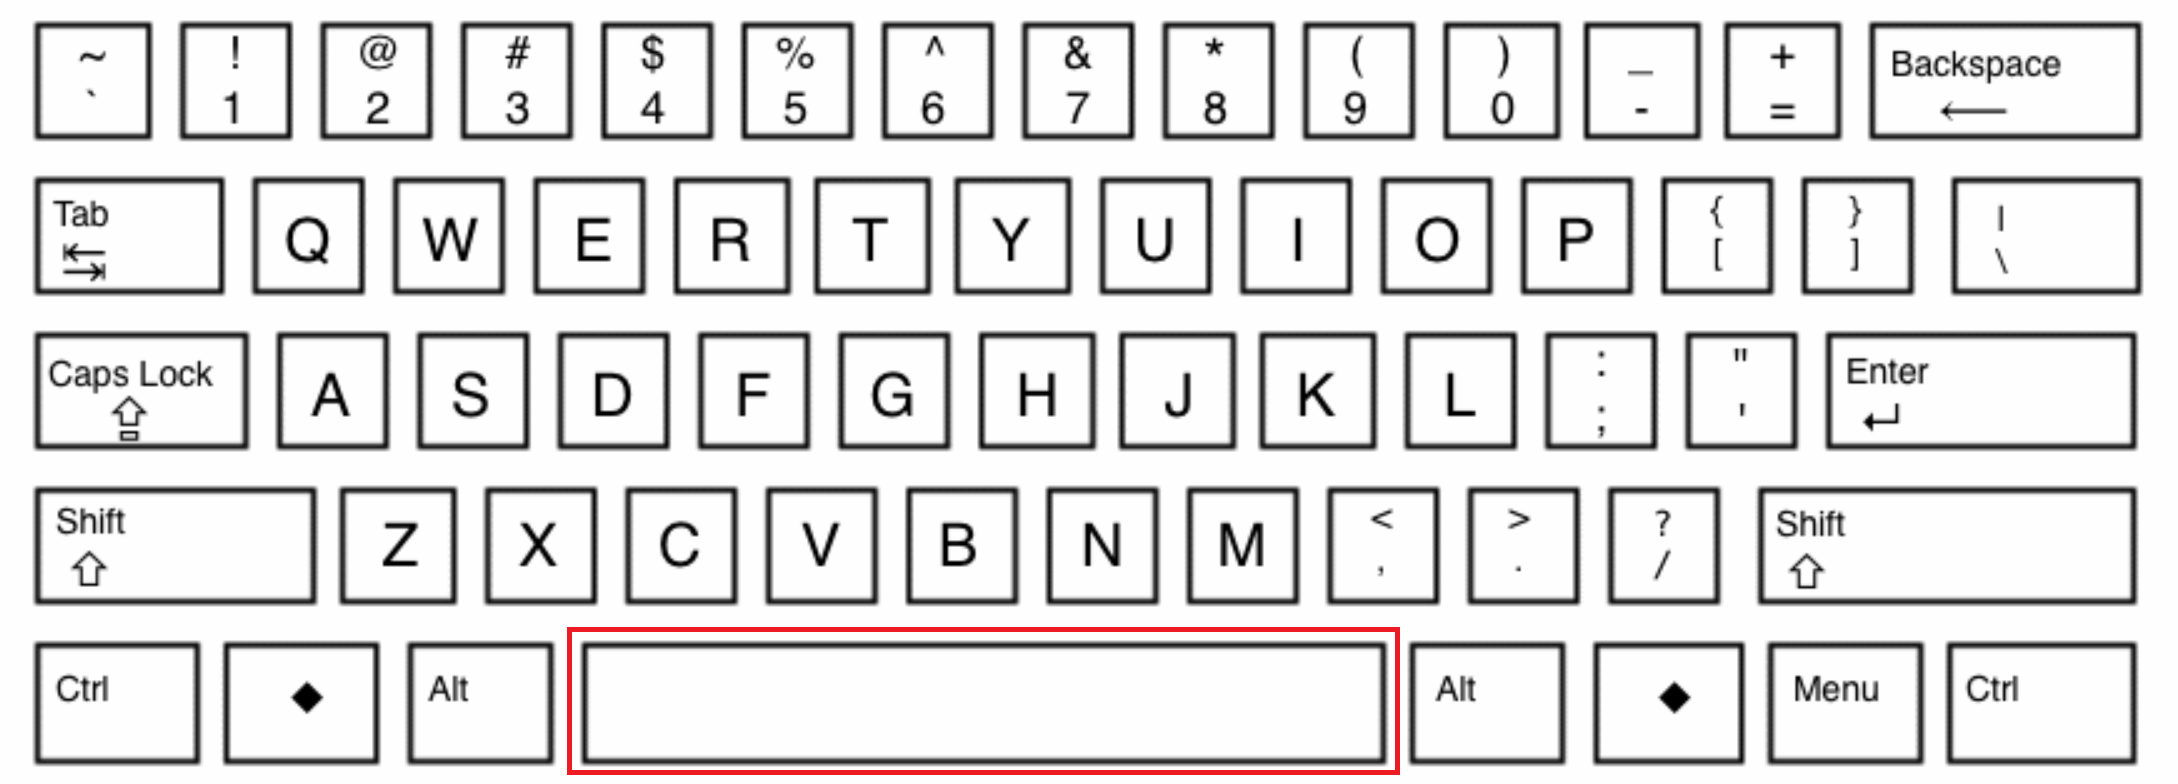 ~ ! @ # $ % ^ & * ( ) _ + Backspace
` 1 2 3 4 5 6 7 8 9 0 - = ←
Tab Q W E R T Y U I O P { } |
[ ] \
Caps Lock A S D F G H J K L : " Enter
; '
Shift Z X C V B N M < > ? Shift
, . /
Ctrl ◆ Alt Alt ◆ Menu Ctrl